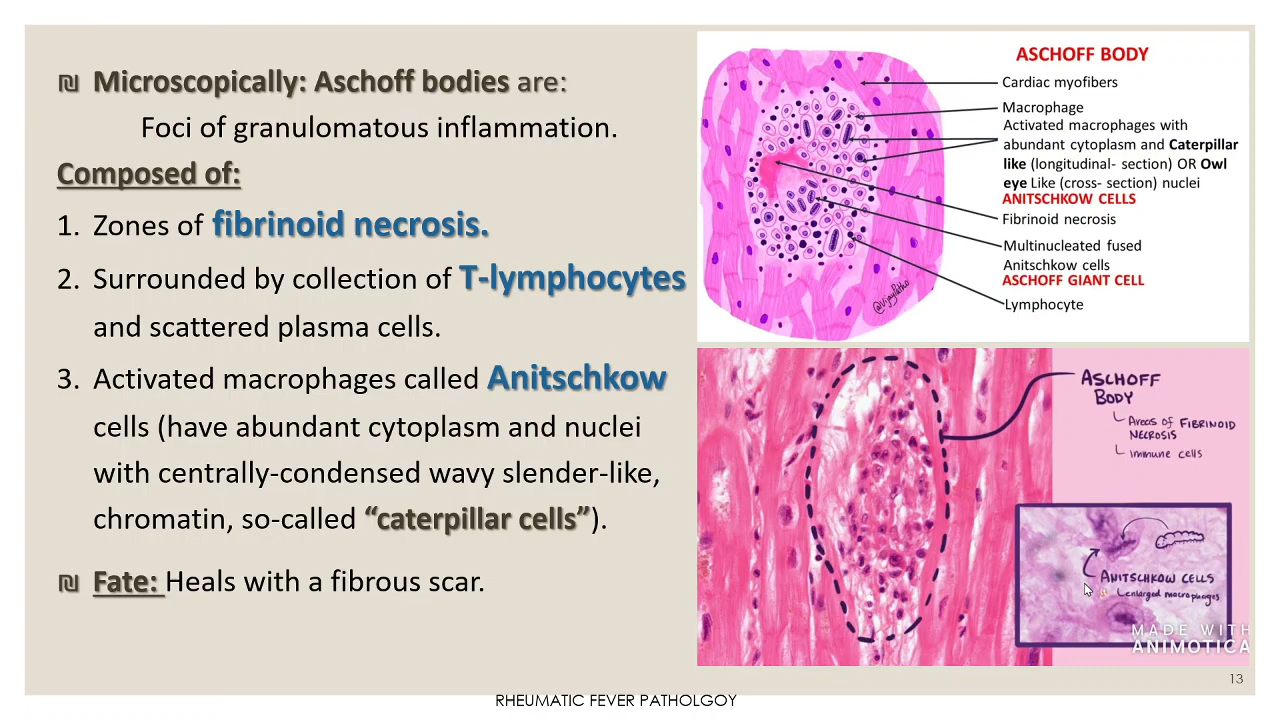 ₪ Microscopically: Aschoff bodies are:
Foci of granulomatous inflammation.
Composed of:
1. Zones of fibrinoid necrosis.
2. Surrounded by collection of T-lymphocytes
and scattered plasma cells.
3. Activated macrophages called Anitschkow
cells (have abundant cytoplasm and nuclei
with centrally-condensed wavy slender-like,
chromatin, so-called “caterpillar cells”).
₪ Fate: Heals with a fibrous scar.
ASCHOFF BODY
Cardiac myofibers
Macrophage
Activated macrophages with
abundant cytoplasm and Caterpillar
like (longitudinal- section) OR Owl
eye Like (cross- section) nuclei
ANITSCHKOW CELLS
Fibrinoid necrosis
Multinucleated fused
Anitschkow cells
ASCHOFF GIANT CELL
Lymphocyte
@VijayPatho
ASCHOFF
BODY
Areas of FIBRINOID
NECROSIS
immune cells
ANITSCHKOW CELLS
enlarged macrophages
MADE WITH
ANIMOTICA
13
RHEUMATIC FEVER PATHOLGOY